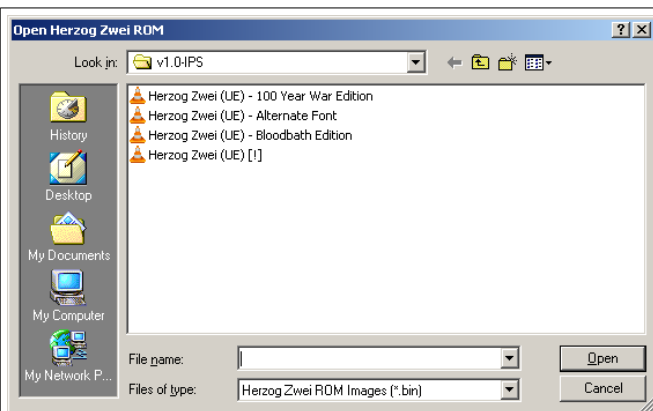 Open Herzog Zwei ROM
Look in: v1.0-IPS
History
Desktop
My Documents
My Computer
My Network P...
Herzog Zwei (UE) - 100 Year War Edition
Herzog Zwei (UE) - Alternate Font
Herzog Zwei (UE) - Bloodbath Edition
Herzog Zwei (UE) [!]
File name:
Open
Files of type: Herzog Zwei ROM Images (*.bin)
Cancel